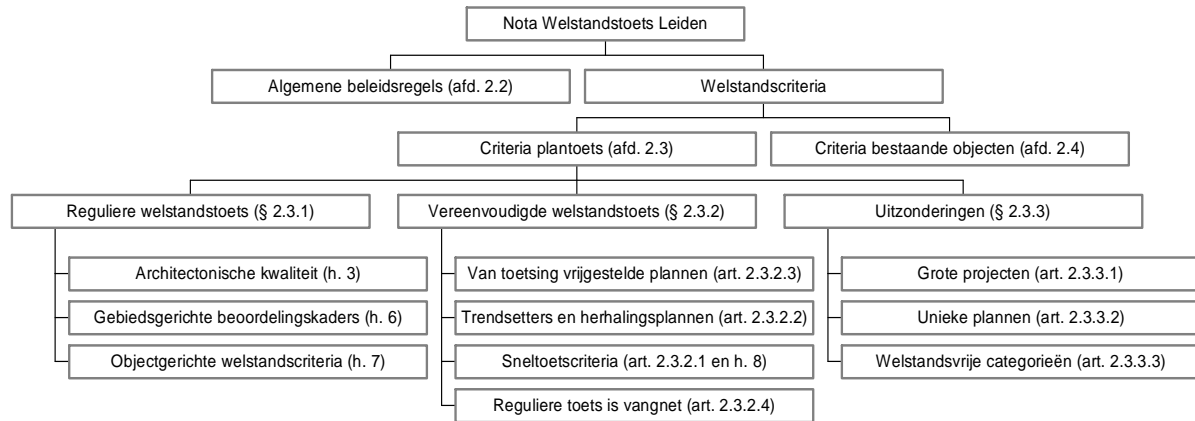 Nota Welstandstoets Leiden
Algemene beleidsregels (afd. 2.2)
Welstandscriteria
Criteria plantoets (afd. 2.3)
Criteria bestaande objecten (afd. 2.4)
Reguliere welstandstoets (§ 2.3.1)
Vereenvoudigde welstandstoets (§ 2.3.2)
Uitzonderingen (§ 2.3.3)
Architectonische kwaliteit (h. 3)
Van toetsing vrijgestelde plannen (art. 2.3.2.3)
Grote projecten (art. 2.3.3.1)
Gebiedsgerichte beoordelingskaders (h. 6)
Trendsetters en herhalingsplannen (art. 2.3.2.2)
Unieke plannen (art. 2.3.3.2)
Objectgerichte welstandscriteria (h. 7)
Sneltoetscriteria (art. 2.3.2.1 en h. 8)
Welstandsvrije categorieën (art. 2.3.3.3)
Reguliere toets is vangnet (art. 2.3.2.4)